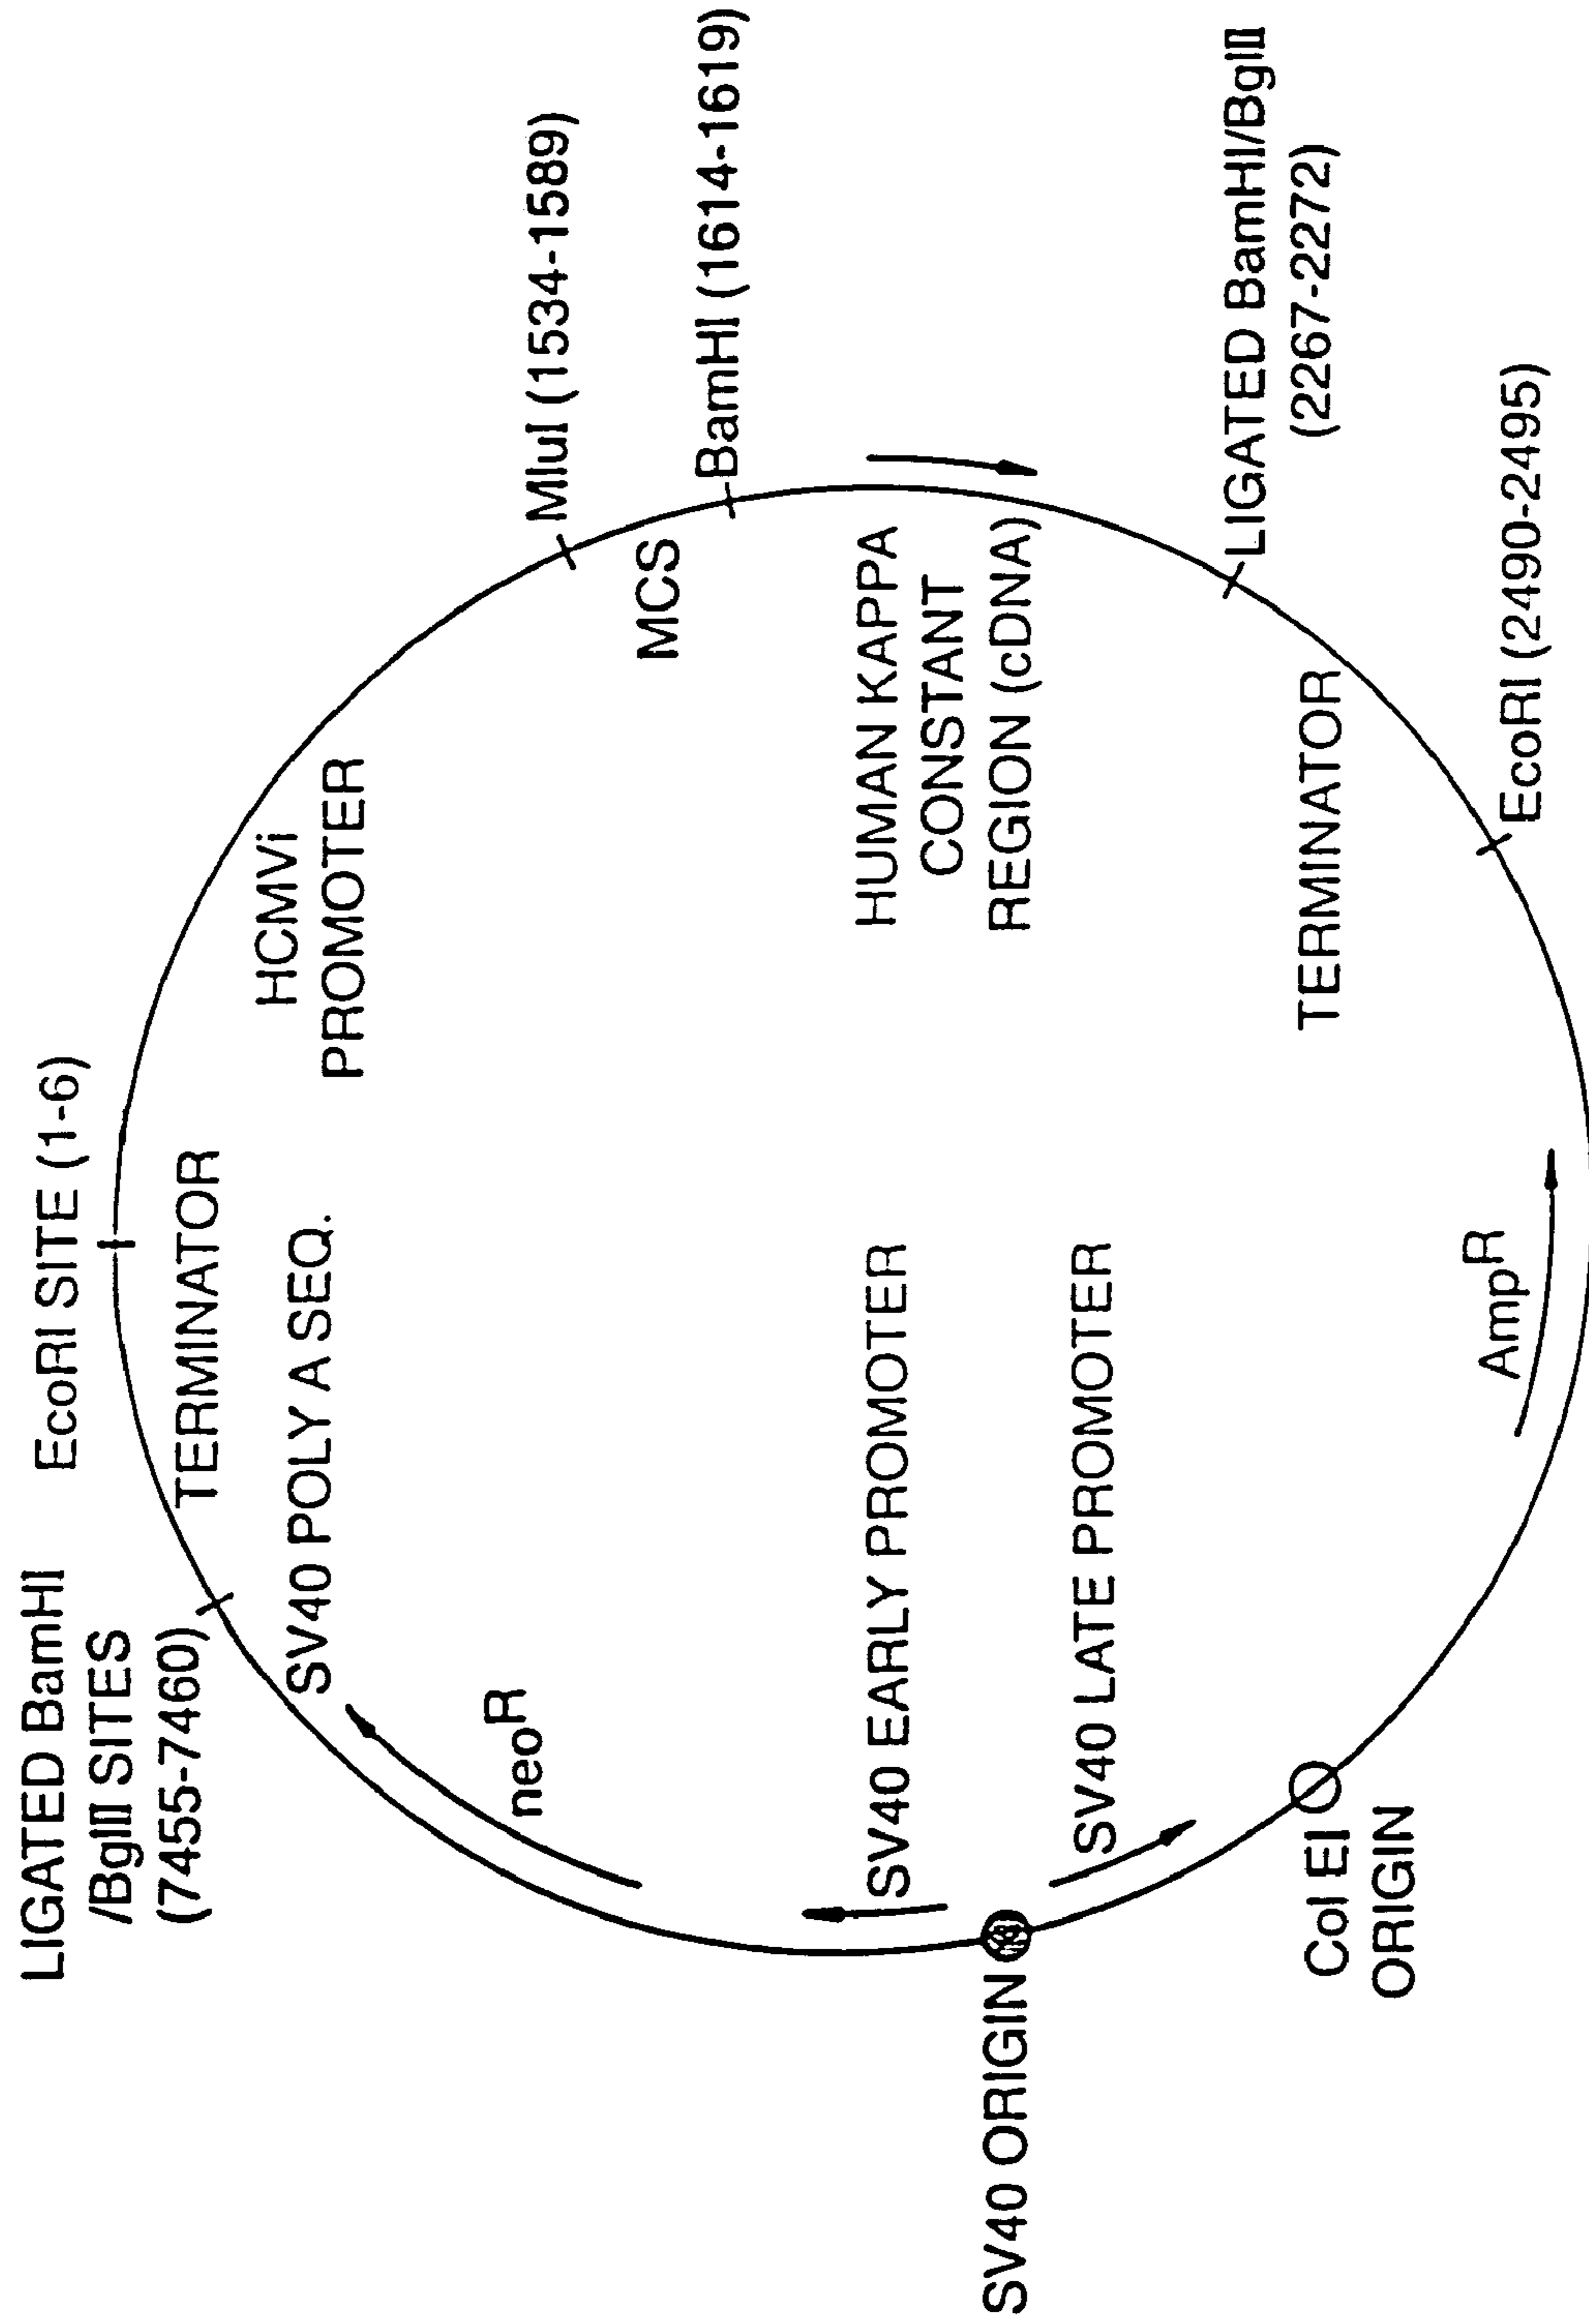 LIGATED BamHI
/BglII SITES
(7455-7460)
EcoRI SITE (1-6)
TERMINATOR
SV40 POLY A SEQ.
HCMVi
PROMOTER
MluI (1534-1589)
MCS
BamHI (1614-1619)
neoR
HUMAN KAPPA
CONSTANT
REGION (cDNA)
SV40 EARLY PROMOTER
SV40 ORIGIN
SV40 LATE PROMOTER
LIGATED BamHI/BglII
(2267-2272)
TERMINATOR
Col EI
ORIGIN
AmpR
EcoRI (2490-2495)